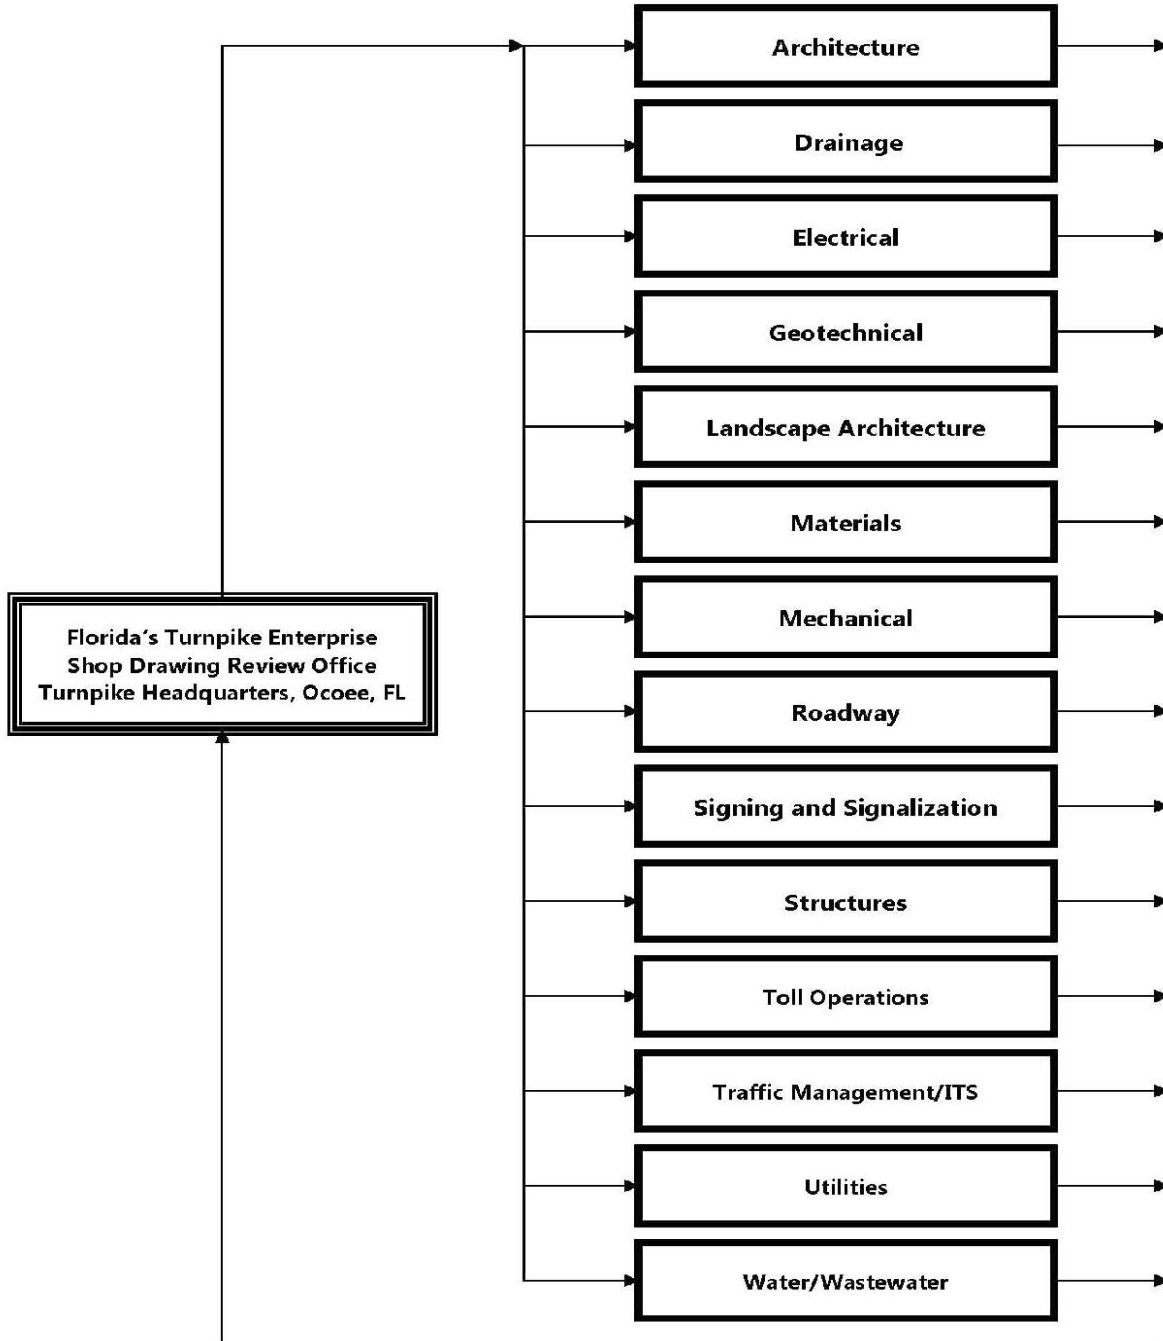 Architecture
Drainage
Electrical
Geotechnical
Landscape Architecture
Materials
Mechanical
Florida's Turnpike Enterprise
Shop Drawing Review Office
Turnpike Headquarters, Ocoee, FL
Roadway
Signing and Signalization
Structures
Toll Operations
Traffic Management/ITS
Utilities
Water/Wastewater